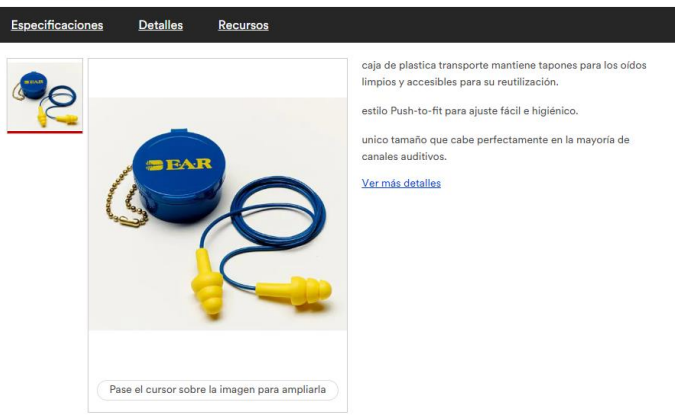 Especificaciones Detalles Recursos
caja de plastica transporte mantiene tapones para los oídos
limpios y accesibles para su reutilización.
estilo Push-to-fit para ajuste fácil e higiénico.
unico tamaño que cabe perfectamente en la mayoría de
canales auditivos.
Ver más detalles
EAR
EAR
Pase el cursor sobre la imagen para ampliarla